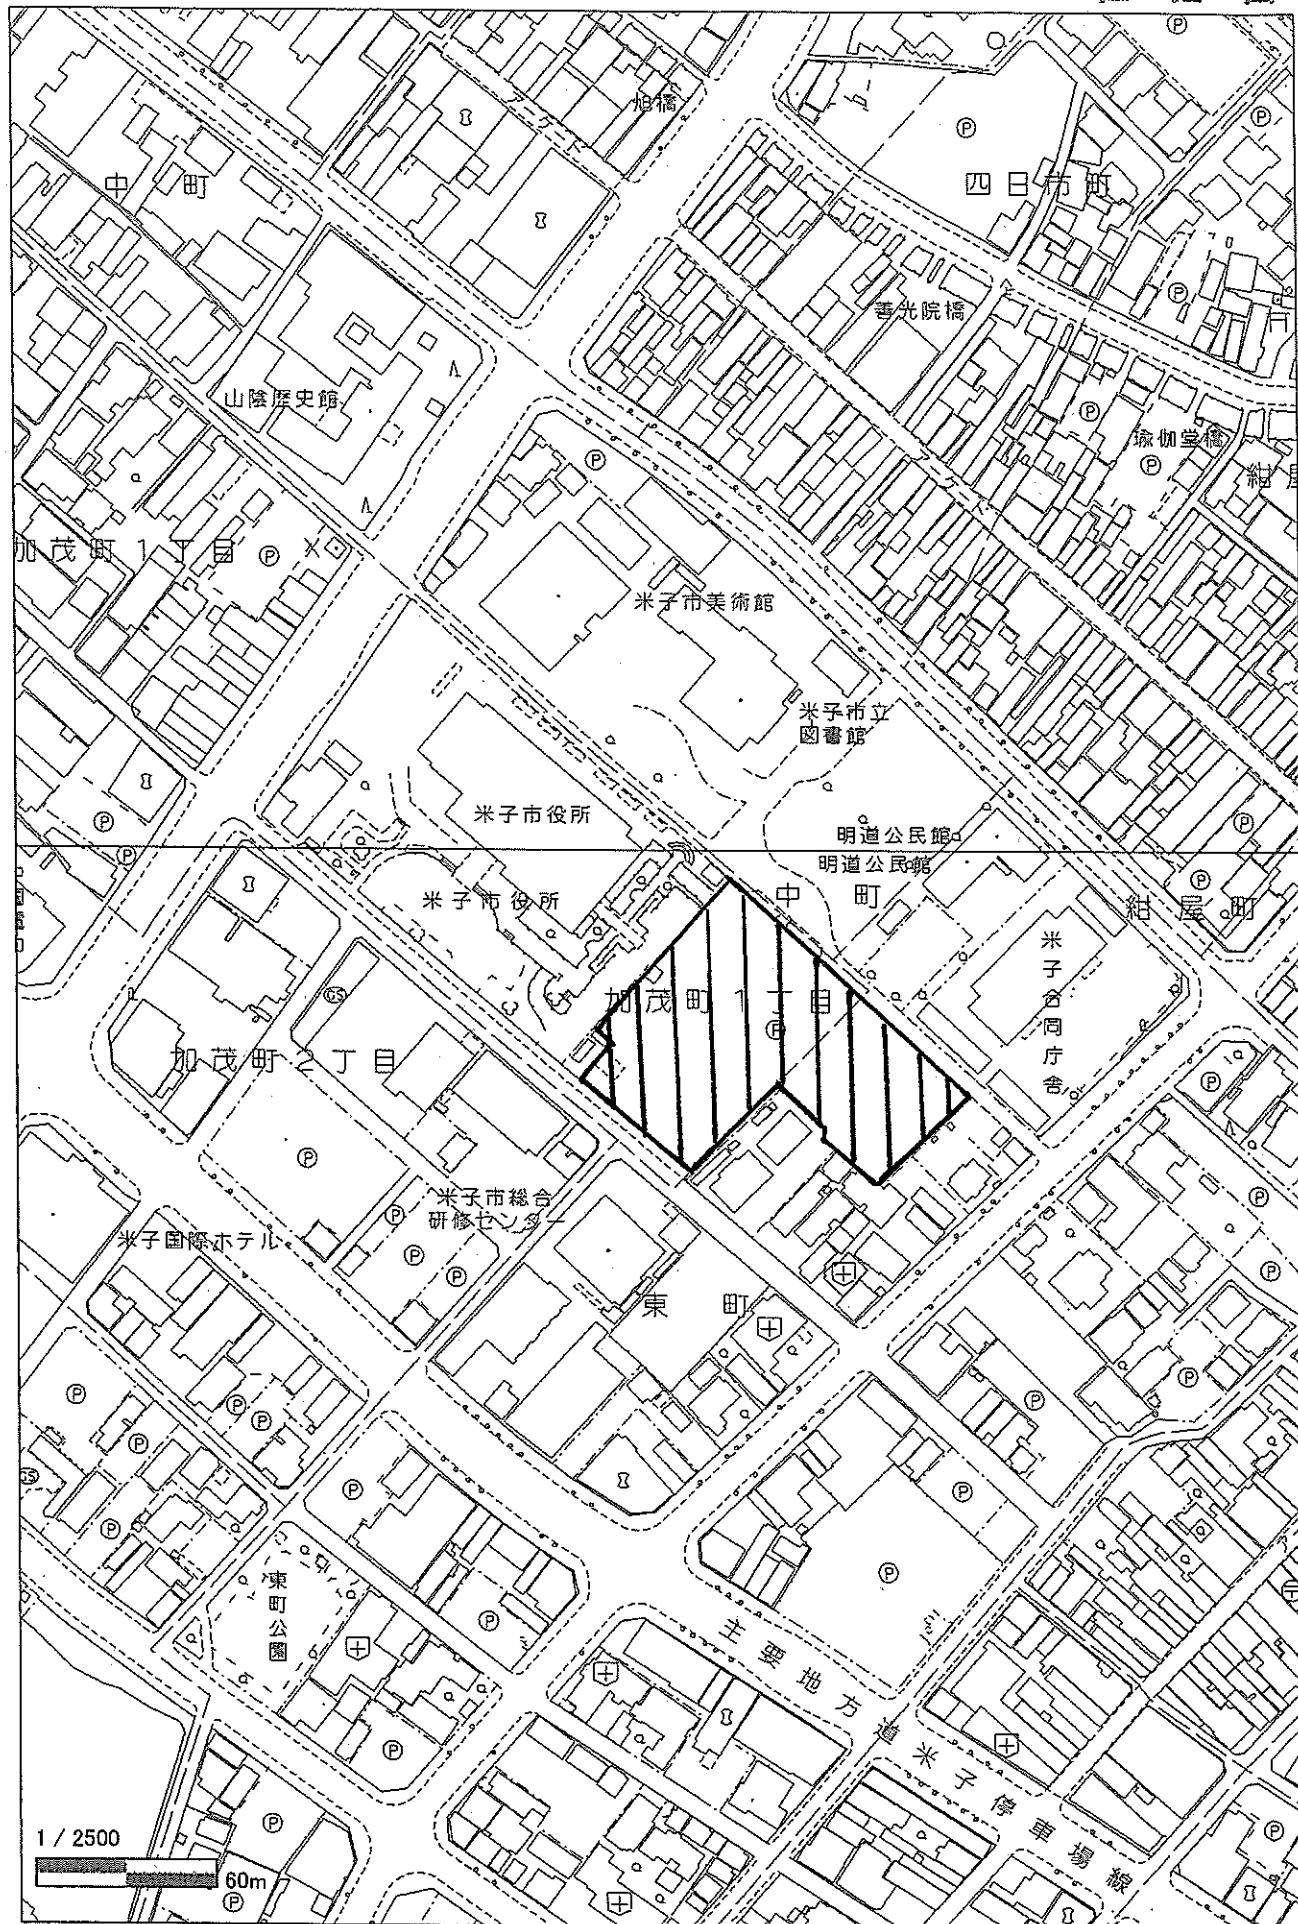 旭橋
中町
四日市町
善光院橋
山陰歴史館
瑜伽堂橋
紺屋
加茂町1丁目
米子市美術館
米子市立
図書館
米子市役所
明道公民館
明道公民館
米子市役所
中町
紺屋町
米子合同庁舎
加茂町1丁目
加茂町2丁目
米子市総合
研修センター
米子国際ホテル
東町
東町公園
主要地方道米子停車場線
1 / 2500
60m